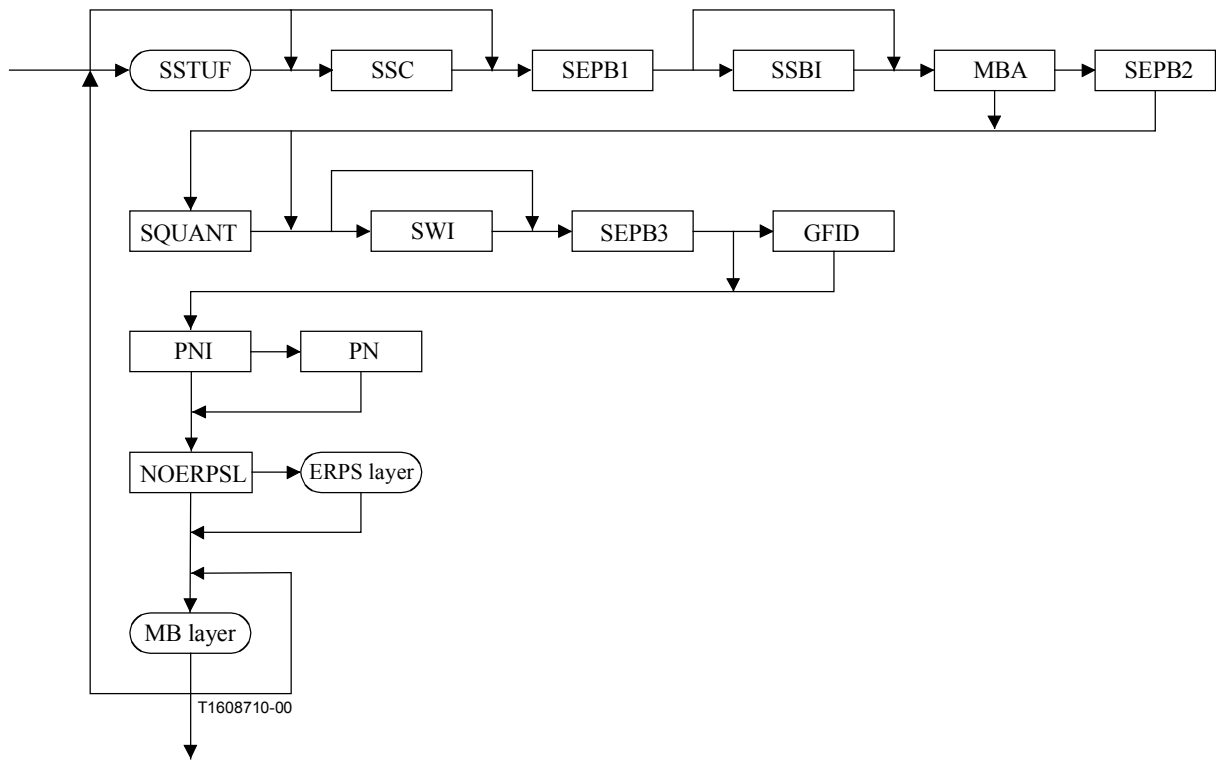 SSTUF
SSC
SEPB1
SSBI
MBA
SEPB2
SQUANT
SWI
SEPB3
GFID
PNI
PN
NOERPSL
ERPS layer
MB layer
T1608710-00